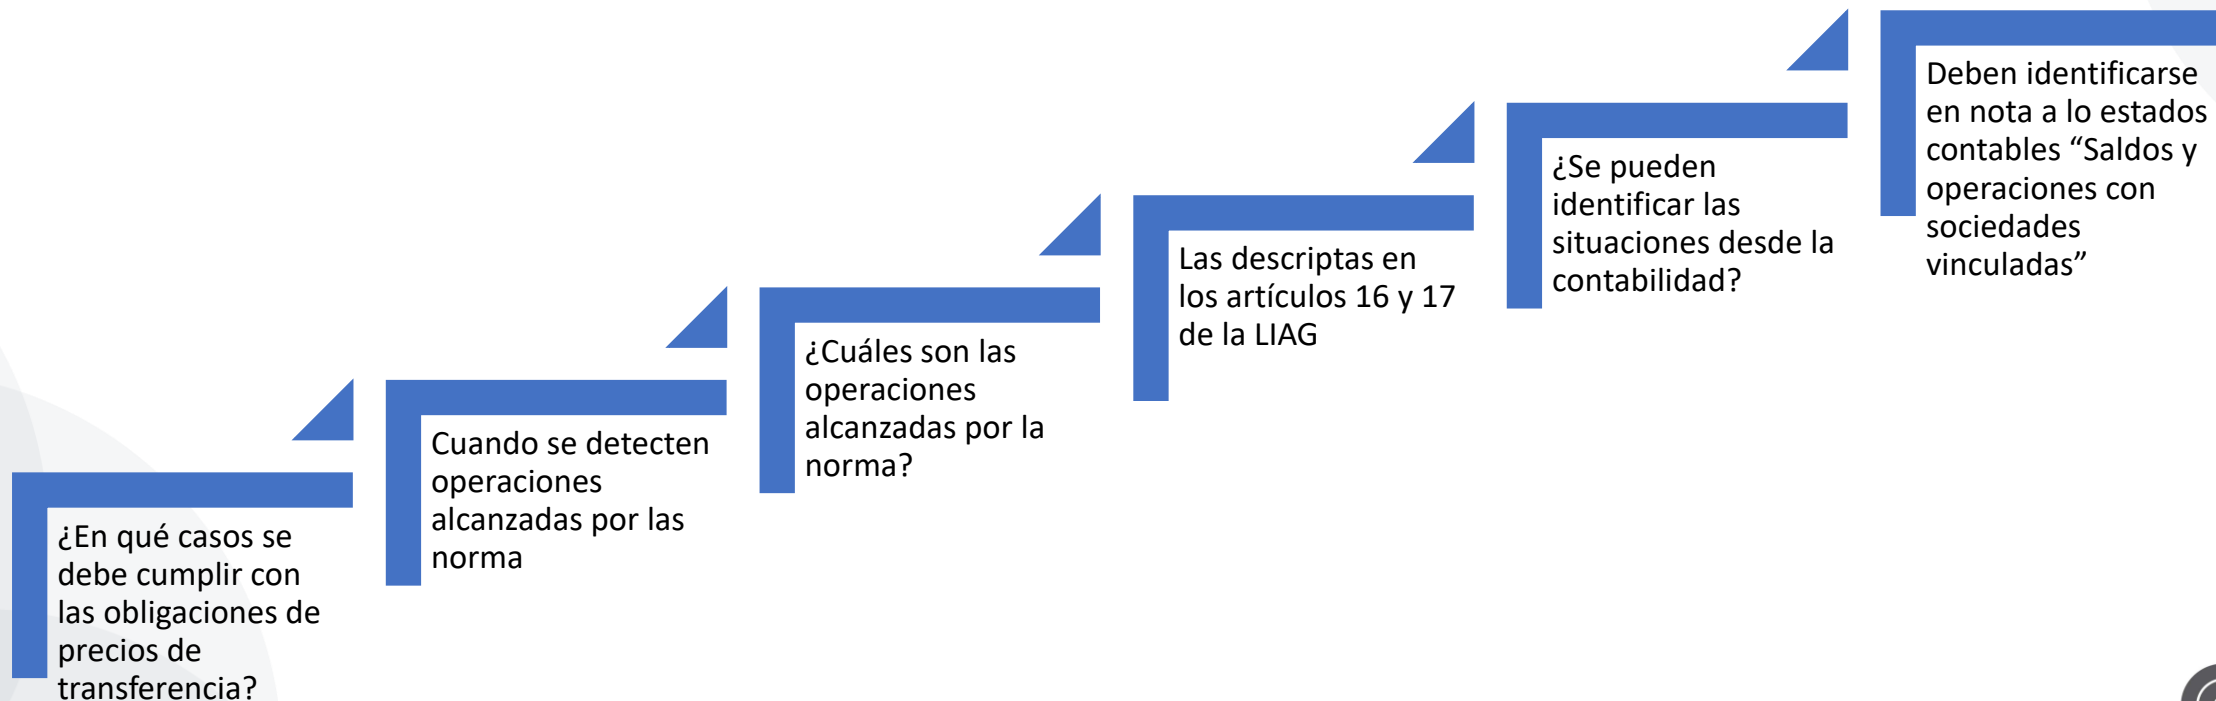 ¿En qué casos se
debe cumplir con
las obligaciones de
precios de
transferencia?
Cuando se detecten
operaciones
alcanzadas por las
norma
¿Cuáles son las
operaciones
alcanzadas por la
norma?
Las descriptas en
los artículos 16 y 17
de la LIAG
¿Se pueden
identificar las
situaciones desde la
contabilidad?
Deben identificarse
en nota a lo estados
contables “Saldos y
operaciones con
sociedades
vinculadas”